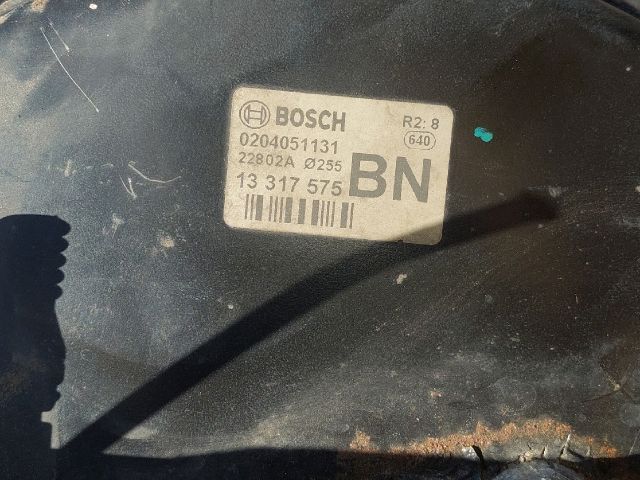 BOSCH R2: 8
0204051131 640
22802A Ø255
13 317 575 BN